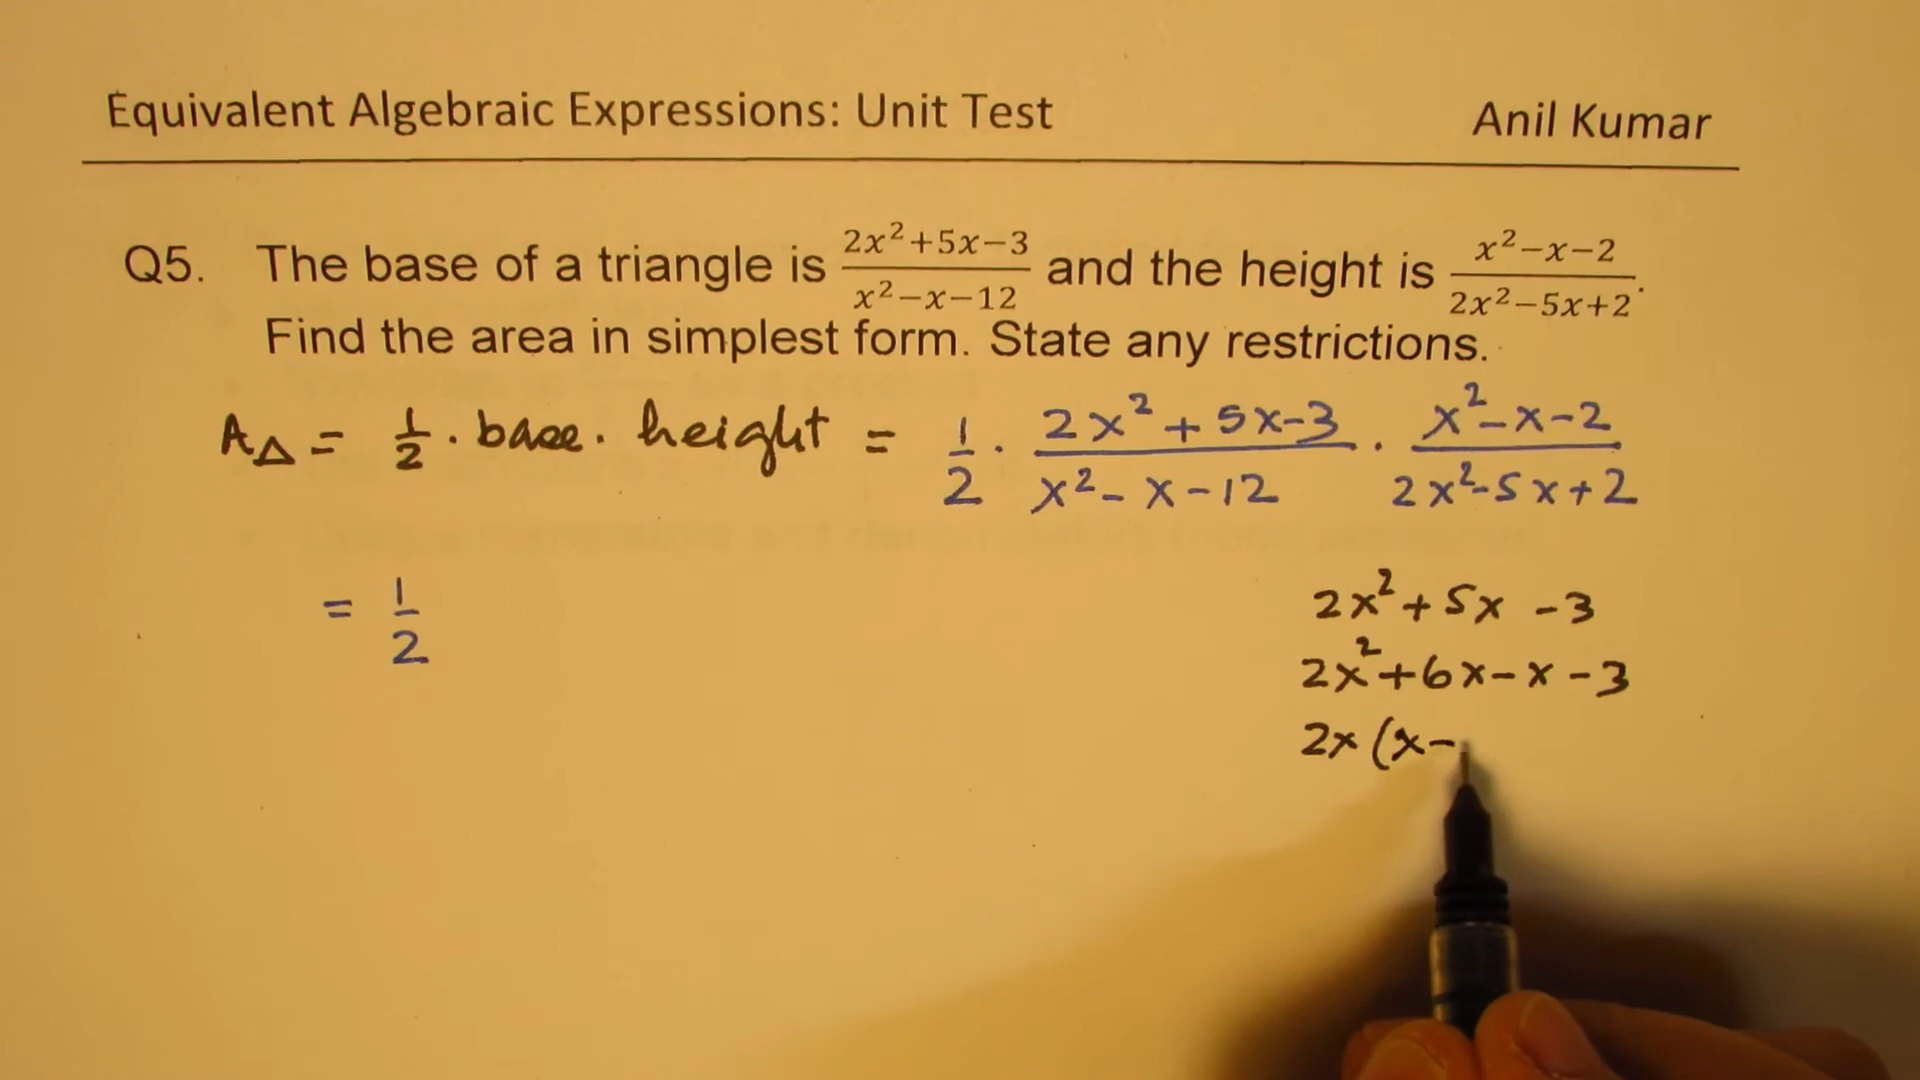 Equivalent Algebraic Expressions: Unit Test Anil Kumar
Q5. The base of a triangle is (2x²+5x−3)/(x²−x−12) and the height is (x²−x−2)/(2x²−5x+2).
Find the area in simplest form. State any restrictions.
A△ = 1/2 · base · height = 1/2 · (2x²+5x-3)/(x²-x-12) · (x²-x-2)/(2x²-5x+2)
= 1/2
2x²+5x-3
2x²+6x-x-3
2x(x-